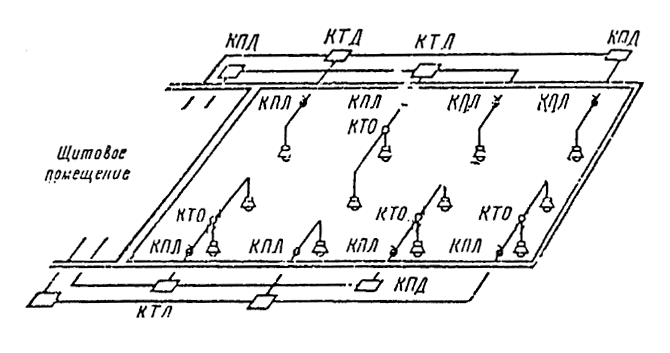 КПД КТД КТЛ КПД
КПЛ КПЛ КПЛ КПЛ
КТО
Щитовое
помещение
КТО КТО КТО
КПЛ КПЛ КПЛ КПЛ
КПД
КТЛ